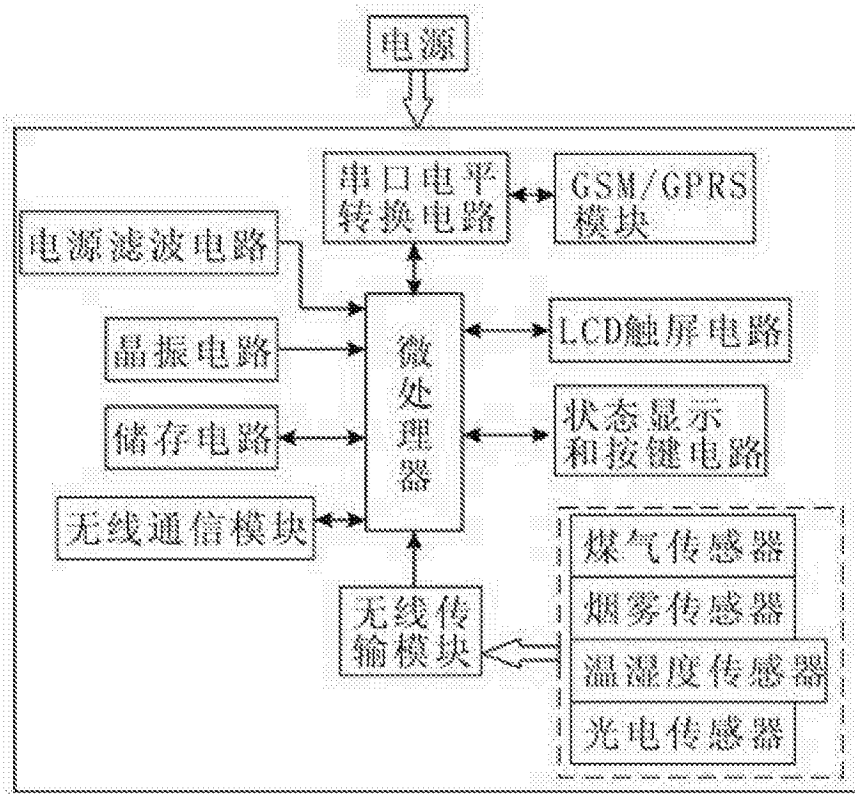 电源
串口电平
转换电路
GSM/GPRS
模块
电源滤波电路
微处理器
晶振电路
LCD触屏电路
储存电路
状态显示
和按键电路
无线通信模块
无线传
输模块
煤气传感器
烟雾传感器
温湿度传感器
光电传感器